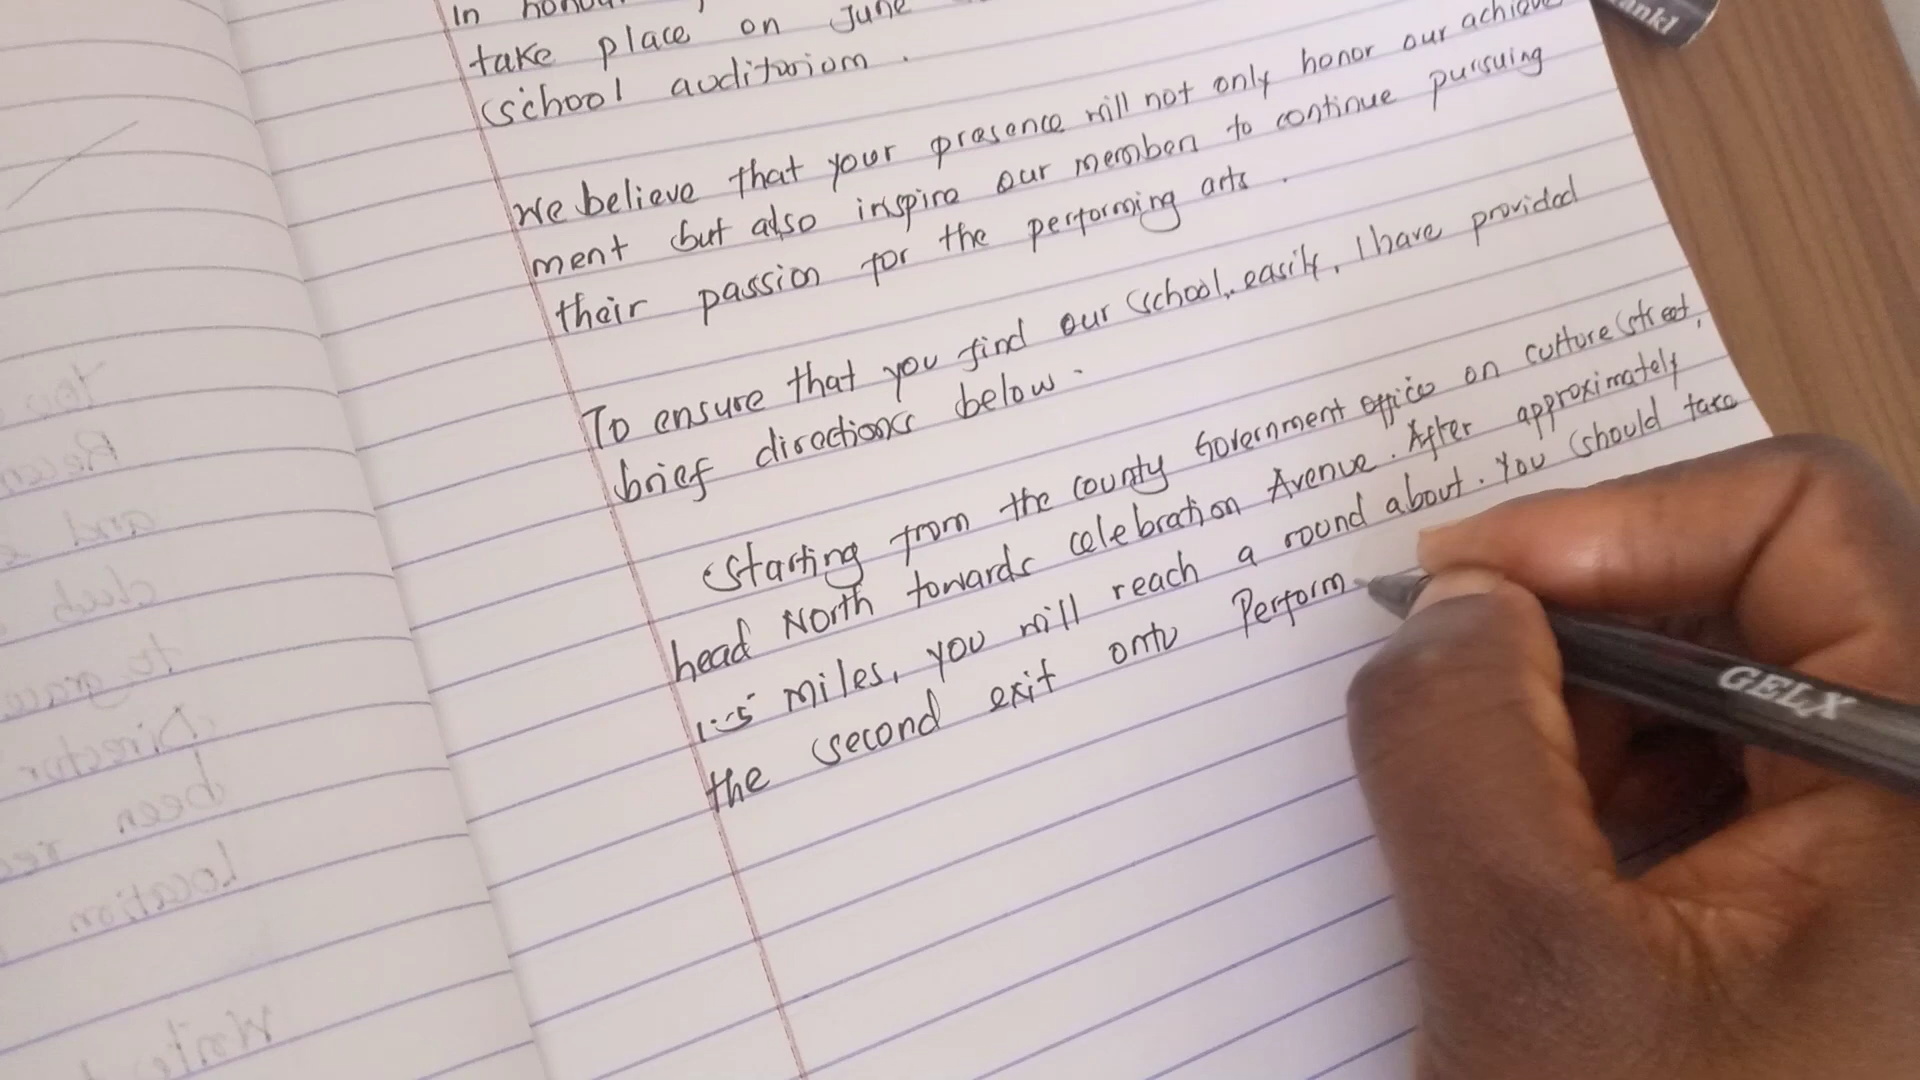 In honou
take place on June
school auditorium.
We believe that your presence will not only honor our achieve
ment but also inspire our members to continue pursuing
their passion for the performing arts.
To ensure that you find our school easily, I have provided
brief directions below.
Starting from the county Government office on culture street,
head North towards celebration Avenue. After approximately
1.5 miles, you will reach a round about. You should take
the second exit onto Perform
GELX
ankl